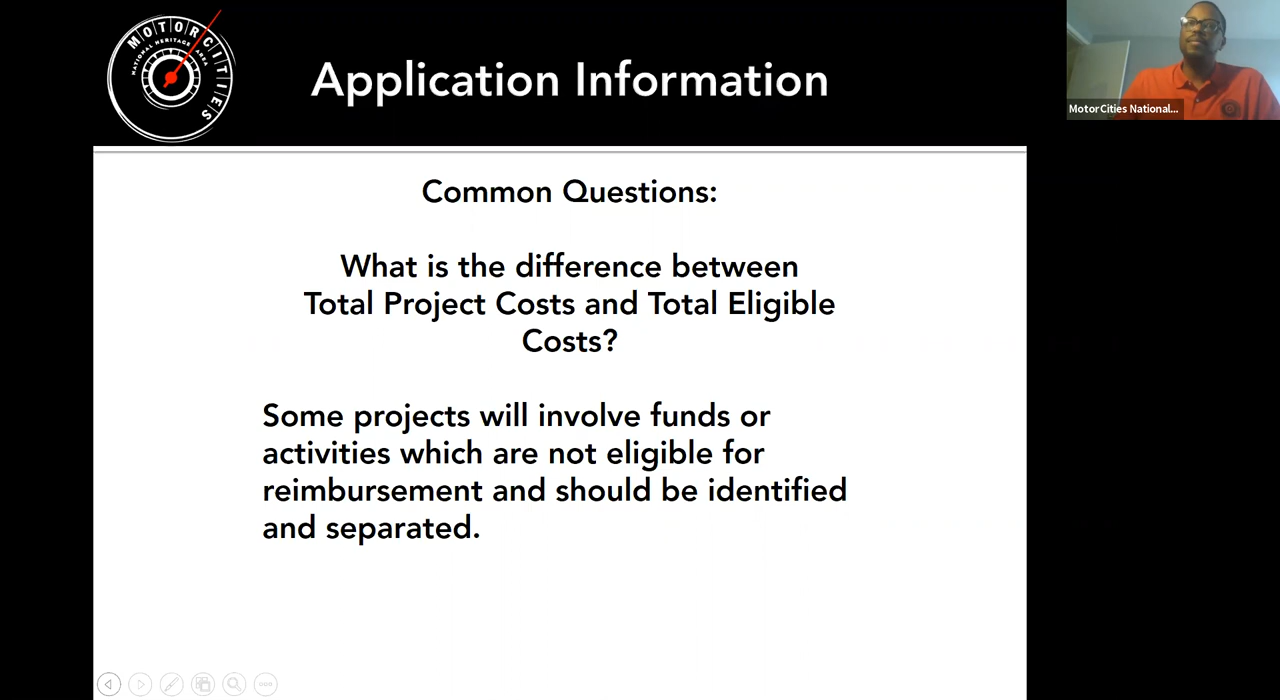 MOTORCITIES
NATIONAL HERITAGE AREA
Application Information
MotorCities National...
Common Questions:
What is the difference between
Total Project Costs and Total Eligible
Costs?
Some projects will involve funds or
activities which are not eligible for
reimbursement and should be identified
and separated.